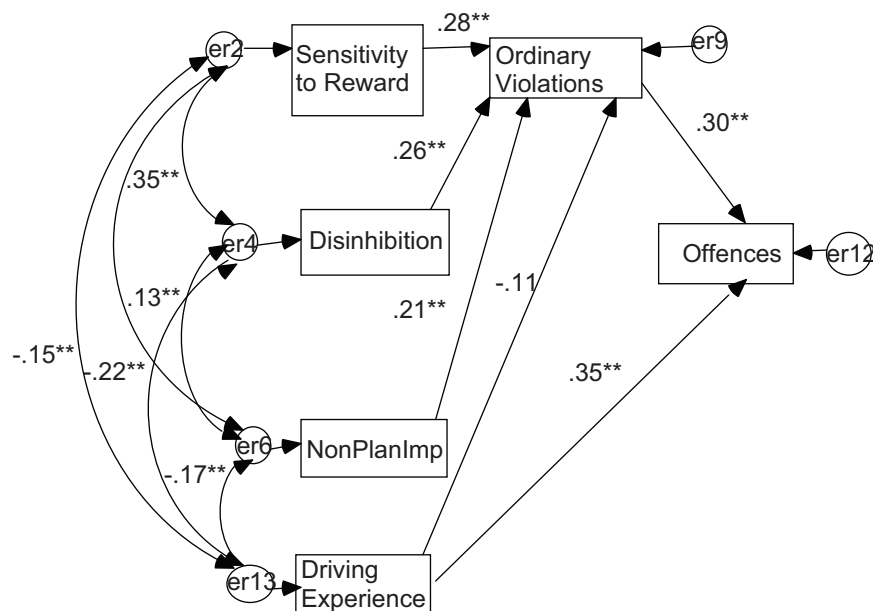 .28**
er2
Sensitivity
to Reward
Ordinary
Violations
er9
.35**
.26**
.30**
er4
Disinhibition
Offences
er12
.13**
.21**
-.11
-.15**
-.22**
.35**
er6
NonPlanImp
-.17**
er13
Driving
Experience